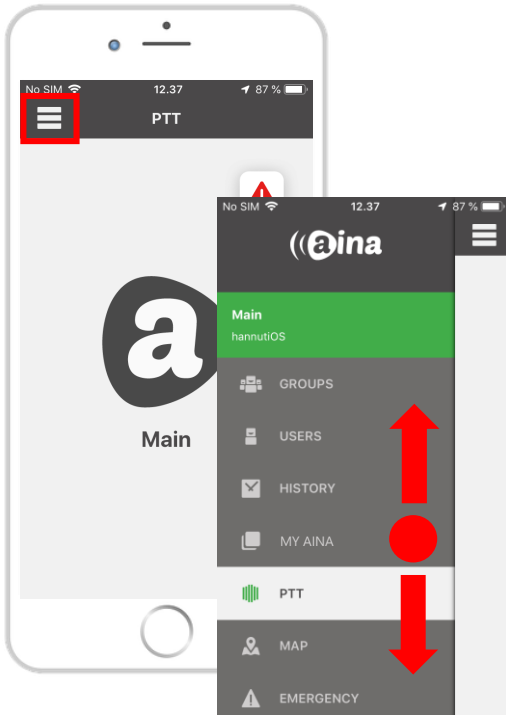 No SIM 12.37 87 %
PTT
a
Main
No SIM 12.37 87 %
((aina
Main
hannutiOS
GROUPS
USERS
HISTORY
MY AINA
PTT
MAP
EMERGENCY